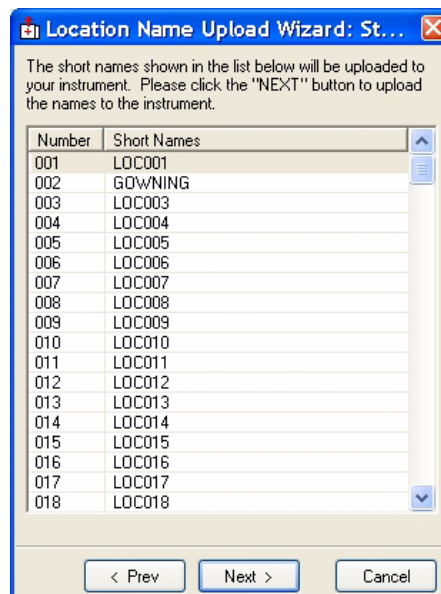 Location Name Upload Wizard: St...
The short names shown in the list below will be uploaded to
your instrument. Please click the "NEXT" button to upload
the names to the instrument.
Number Short Names
001 LOC001
002 GOWNING
003 LOC003
004 LOC004
005 LOC005
006 LOC006
007 LOC007
008 LOC008
009 LOC009
010 LOC010
011 LOC011
012 LOC012
013 LOC013
014 LOC014
015 LOC015
016 LOC016
017 LOC017
018 LOC018
< Prev Next > Cancel